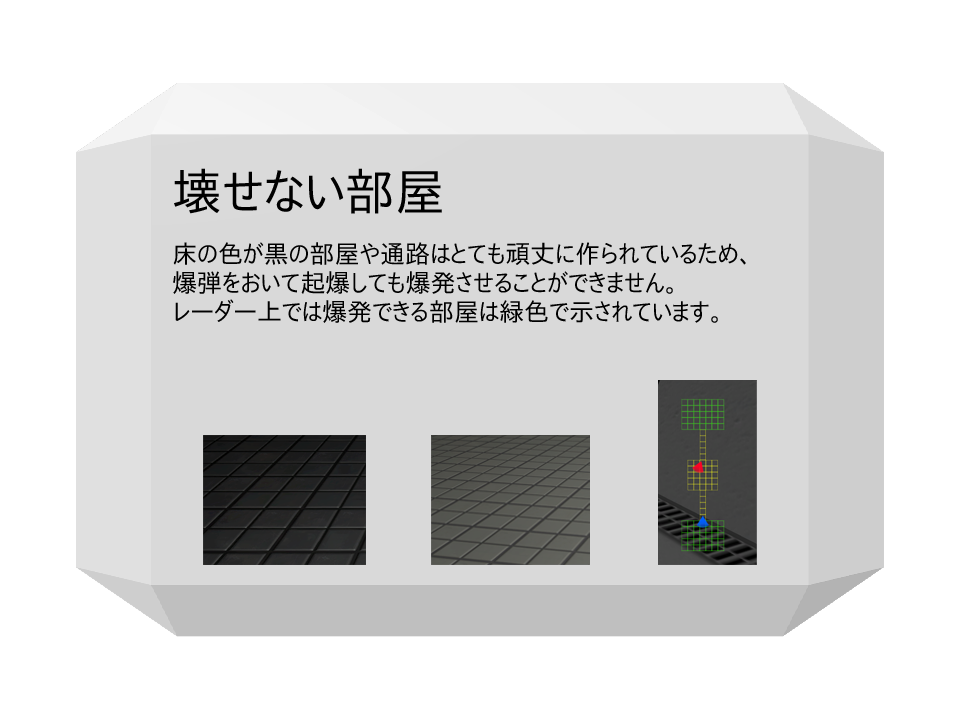 壊せない部屋
床の色が黒の部屋や通路はとても頑丈に作られているため、
爆弾をおいて起爆しても爆発させることができません。
レーダー上では爆発できる部屋は緑色で示されています。